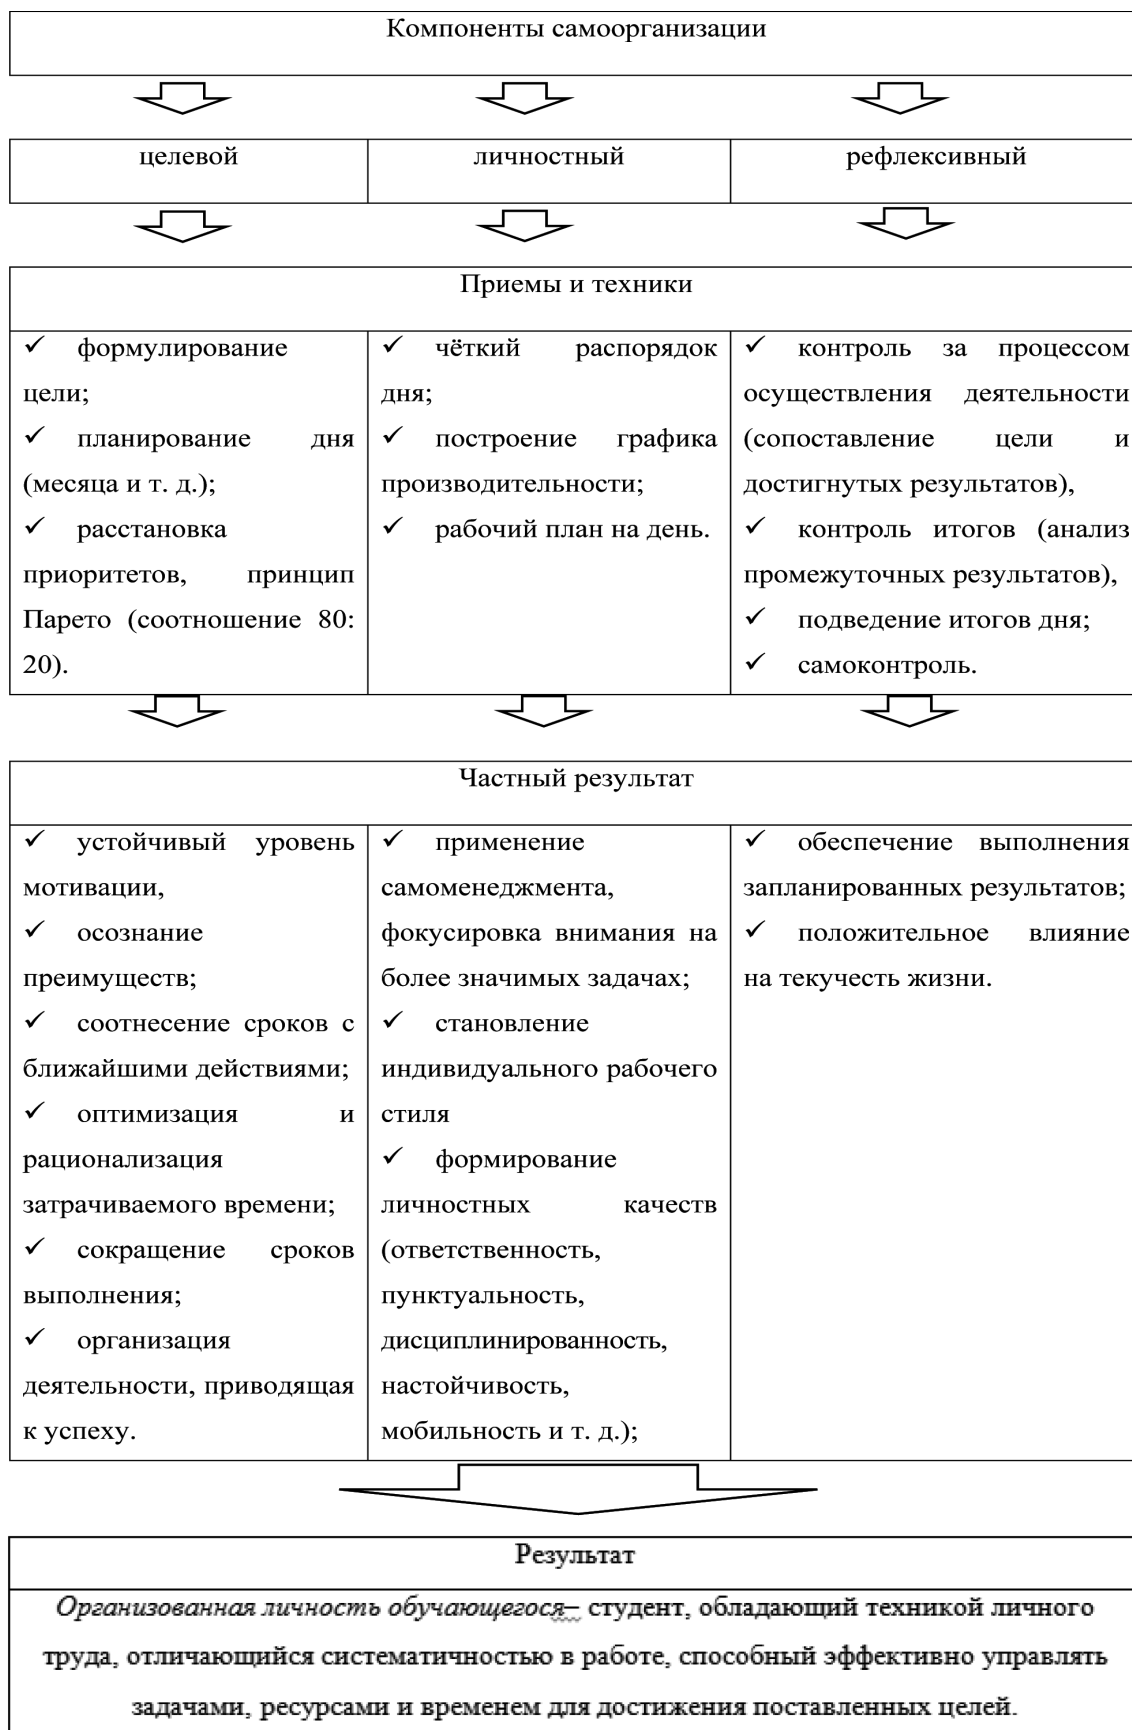 Компоненты самоорганизации
целевой
личностный
рефлексивный
Приемы и техники
✓ формулирование
цели;
✓ планирование дня
(месяца и т. д.);
✓ расстановка
приоритетов, принцип
Парето (соотношение 80:
20).
✓ чёткий распорядок
дня;
✓ построение графика
производительности;
✓ рабочий план на день.
✓ контроль за процессом
осуществления деятельности
(сопоставление цели и
достигнутых результатов),
✓ контроль итогов (анализ
промежуточных результатов),
✓ подведение итогов дня;
✓ самоконтроль.
Частный результат
✓ устойчивый уровень
мотивации,
✓ осознание
преимуществ;
✓ соотнесение сроков с
ближайшими действиями;
✓ оптимизация и
рационализация
затрачиваемого времени;
✓ сокращение сроков
выполнения;
✓ организация
деятельности, приводящая
к успеху.
✓ применение
самоменеджмента,
фокусировка внимания на
более значимых задачах;
✓ становление
индивидуального рабочего
стиля
✓ формирование
личностных качеств
(ответственность,
пунктуальность,
дисциплинированность,
настойчивость,
мобильность и т. д.);
✓ обеспечение выполнения
запланированных результатов;
✓ положительное влияние
на текучесть жизни.
Результат
Организованная личность обучающегося– студент, обладающий техникой личного
труда, отличающийся систематичностью в работе, способный эффективно управлять
задачами, ресурсами и временем для достижения поставленных целей.